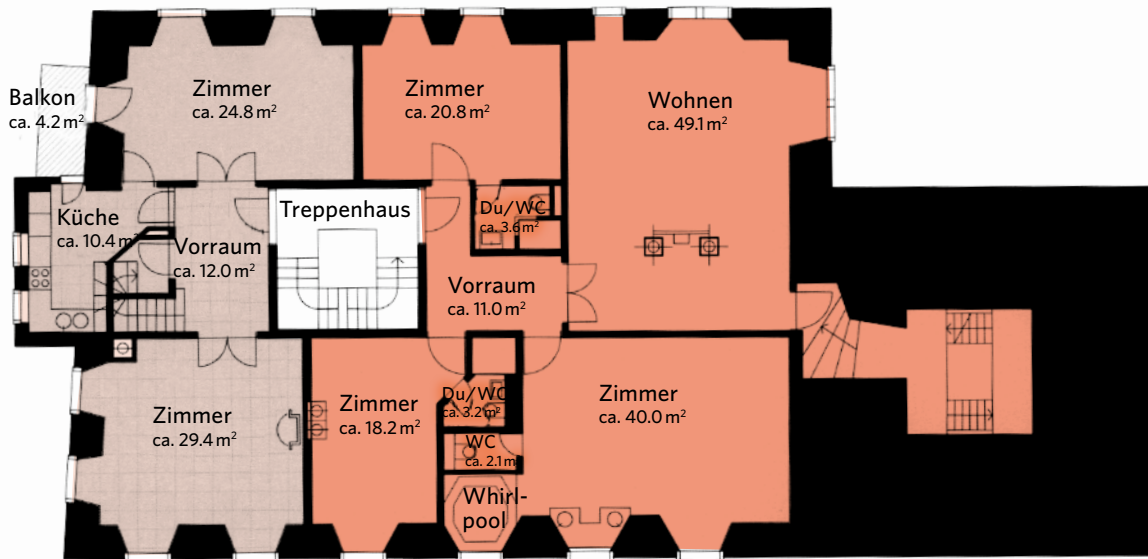 Zimmer
ca. 24.8 m²
Zimmer
ca. 20.8 m²
Wohnen
ca. 49.1 m²
Balkon
ca. 4.2 m²
Küche
ca. 10.4
Vorraum
ca. 12.0 m²
Treppenhaus
Du/WC
ca. 3.6 m²
Vorraum
ca. 11.0 m²
Zimmer
ca. 29.4 m²
Zimmer
ca. 18.2 m²
Du/WC
ca. 3.2 m²
WC
ca. 2.1 m
Zimmer
ca. 40.0 m²
Whirl-
pool